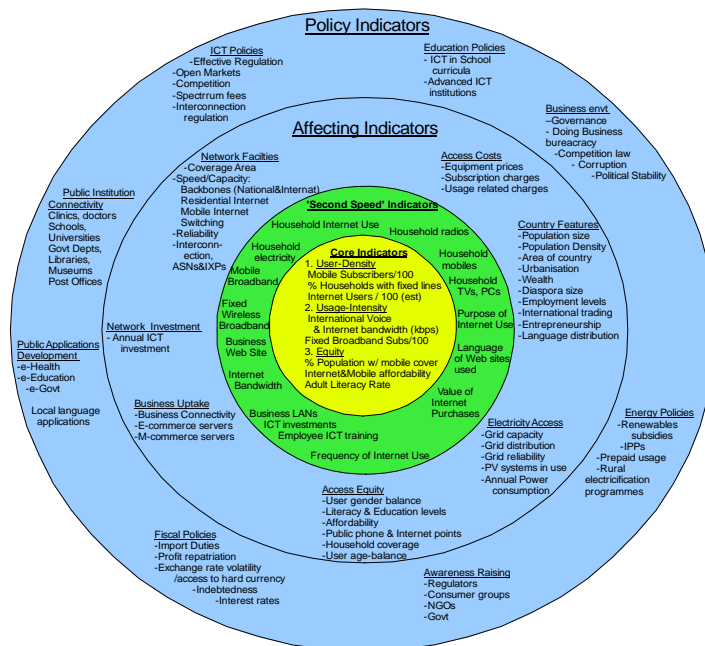 Policy Indicators
ICT Policies
-Effective Regulation
-Open Markets
-Competition
-Spectrrum fees
-Interconnection
regulation
Education Policies
- ICT in School
curricula
-Advanced ICT
institutions
Business envt
–Governance
- Doing Business
bureacracy
-Competition law
- Corruption
-Political Stability
Affecting Indicators
Network Facilties
-Coverage Area
-Speed/Capacity:
Backbones (National&Internat)
Residential Internet
Mobile Internet
Switching
-Reliability
-Interconn-
ection,
ASNs&IXPs
Access Costs
-Equipment prices
-Subscription charges
-Usage related charges
Public Institution
Connectivity
Clinics, doctors
Schools,
Universities
Govt Depts,
Libraries,
Museums
Post Offices
Country Features
-Population size
-Population Density
-Area of country
-Urbanisation
-Wealth
-Diaspora size
-Employment levels
-International trading
-Entrepreneurship
-Language distribution
'Second Speed' Indicators
Household Internet Use
Household radios
Household
electricity
Household
mobiles
Mobile
Broadband
Household
TVs, PCs
Fixed
Wireless
Broadband
Purpose of
Internet Use
Business
Web Site
Language
of Web sites
used
Internet
Bandwidth
Value of
Internet
Purchases
Business LANs
ICT investments
Employee ICT training
Frequency of Internet Use
Core Indicators
1. User-Density
Mobile Subscribers/100
% Households with fixed lines
Internet Users / 100 (est)
2. Usage-Intensity
International Voice
& Internet bandwidth (kbps)
Fixed Broadband Subs/100
3. Equity
% Population w/ mobile cover
Internet&Mobile affordability
Adult Literacy Rate
Network Investment
- Annual ICT
investment
Public Applications
Development
-e-Health
-e-Education
-e-Govt
Local language
applications
Business Uptake
-Business Connectivity
-E-commerce servers
-M-commerce servers
Electricity Access
-Grid capacity
-Grid distribution
-Grid reliability
-PV systems in use
-Annual Power
consumption
Energy Policies
-Renewables
subsidies
-IPPs
-Prepaid usage
-Rural
electricification
programmes
Access Equity
-User gender balance
-Literacy & Education levels
-Affordability
-Public phone & Internet points
-Household coverage
-User age-balance
Fiscal Policies
-Import Duties
-Profit repatriation
-Exchange rate volatility
/access to hard currency
-Indebtedness
-Interest rates
Awareness Raising
-Regulators
-Consumer groups
-NGOs
-Govt